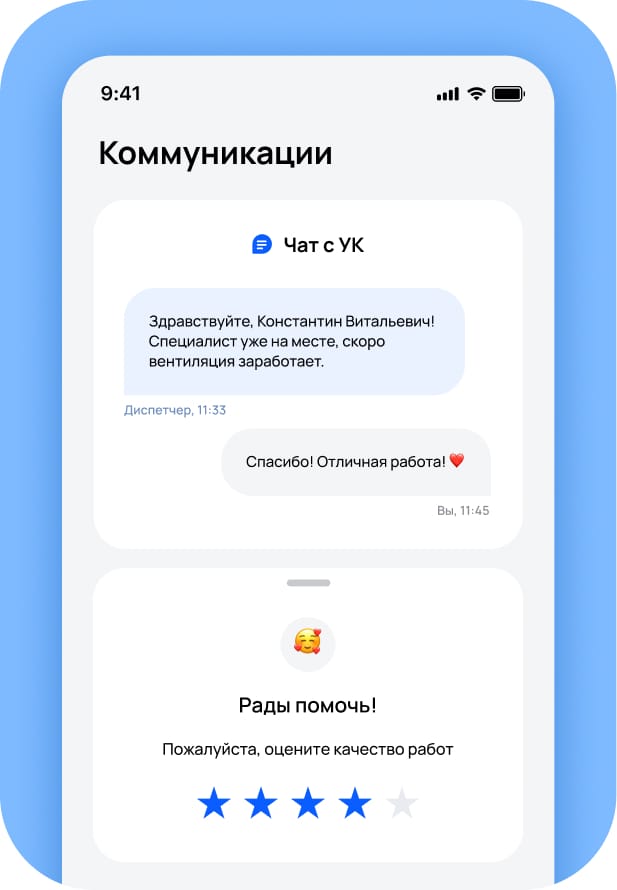 9:41
Коммуникации
Чат с УК
Здравствуйте, Константин Витальевич!
Специалист уже на месте, скоро
вентиляция заработает.
Диспетчер, 11:33
Спасибо! Отличная работа! ❤️
Вы, 11:45
Рады помочь!
Пожалуйста, оцените качество работ